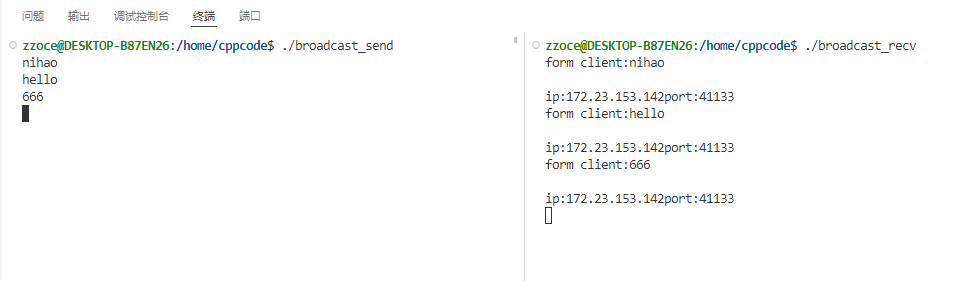 问题 输出 调试控制台 终端 端口
zzoce@DESKTOP-B87EN26:/home/cppcode$ ./broadcast_send
nihao
hello
666
zzoce@DESKTOP-B87EN26:/home/cppcode$ ./broadcast_recv
form client:nihao
ip:172.23.153.142port:41133
form client:hello
ip:172.23.153.142port:41133
form client:666
ip:172.23.153.142port:41133